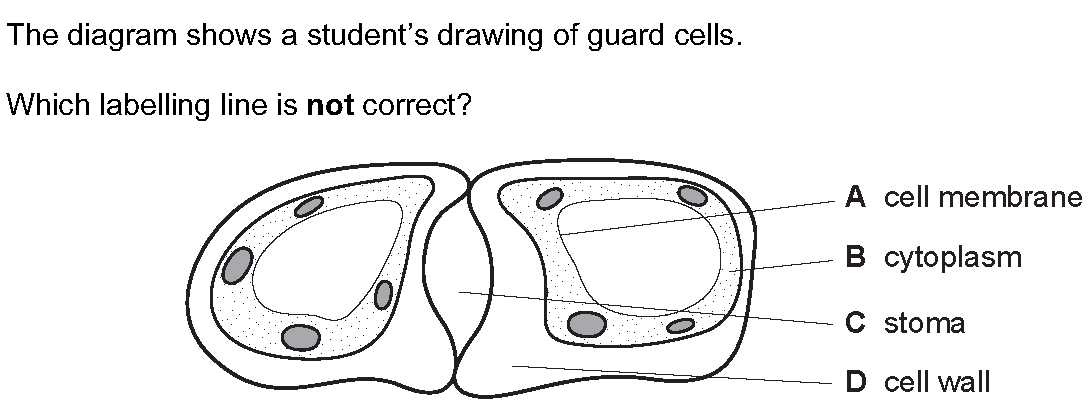 The diagram shows a student’s drawing of guard cells.
Which labelling line is not correct?
A cell membrane
B cytoplasm
C stoma
D cell wall